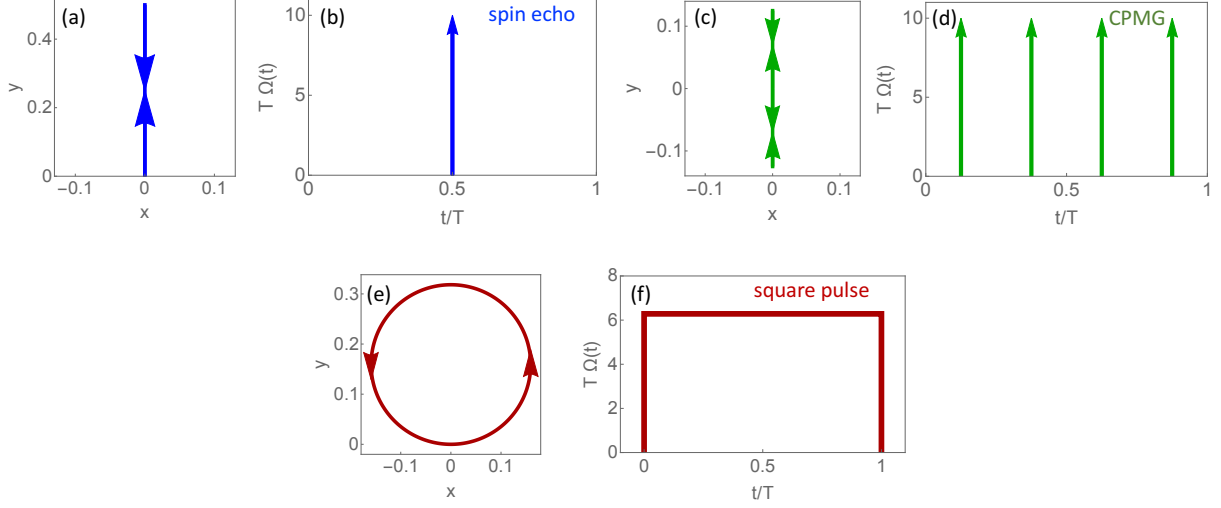 (a)
0.4
0.2
0
y
−0.1
0
0.1
x
(b)
spin echo
10
5
0
T Ω(t)
0
0.5
1
t/T
(c)
0.1
0
−0.1
y
−0.1
0
0.1
x
(d)
CPMG
10
5
0
T Ω(t)
0
0.5
1
t/T
(e)
0.3
0.2
0.1
0
y
−0.1
0
0.1
x
(f)
square pulse
8
6
4
2
0
T Ω(t)
0
0.5
1
t/T